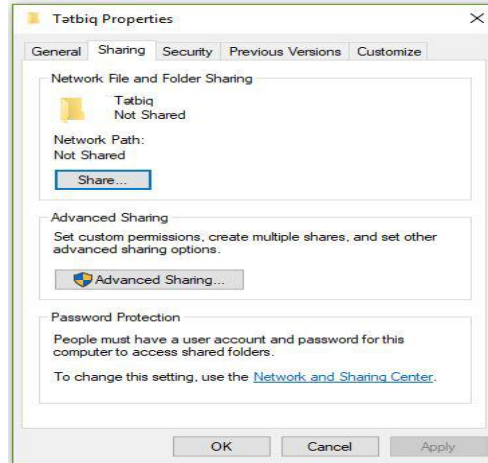 Tətbiq Properties
General Sharing Security Previous Versions Customize
Network File and Folder Sharing
Tətbiq
Not Shared
Network Path:
Not Shared
Share...
Advanced Sharing
Set custom permissions, create multiple shares, and set other
advanced sharing options.
Advanced Sharing...
Password Protection
People must have a user account and password for this
computer to access shared folders.
To change this setting, use the Network and Sharing Center.
OK Cancel Apply